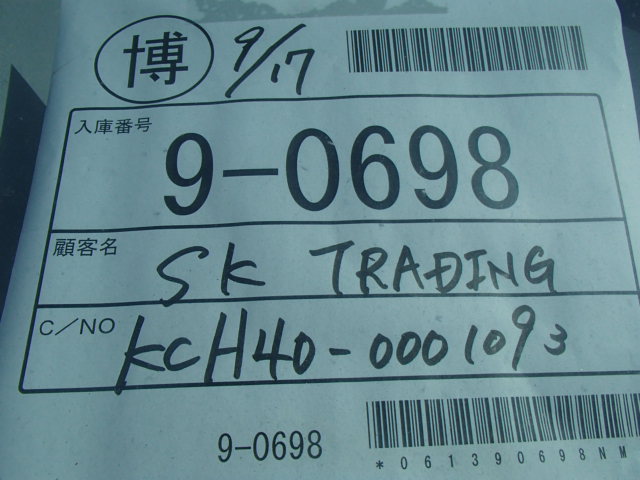 博 9/17
入庫番号
9-0698
顧客名 SK TRADING
C/NO KCH40-0001093
9-0698
*061390698NM